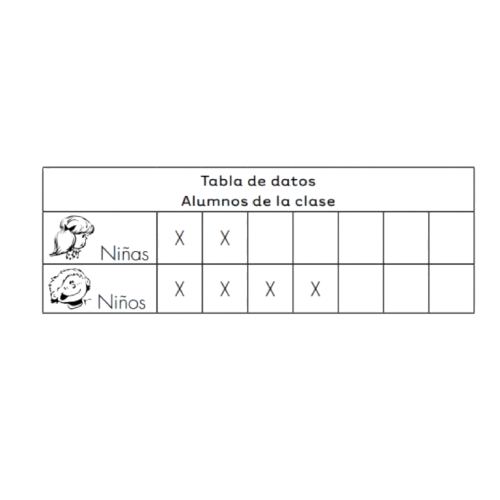 Tabla de datos
Alumnos de la clase
Niñas X X
Niños X X X X